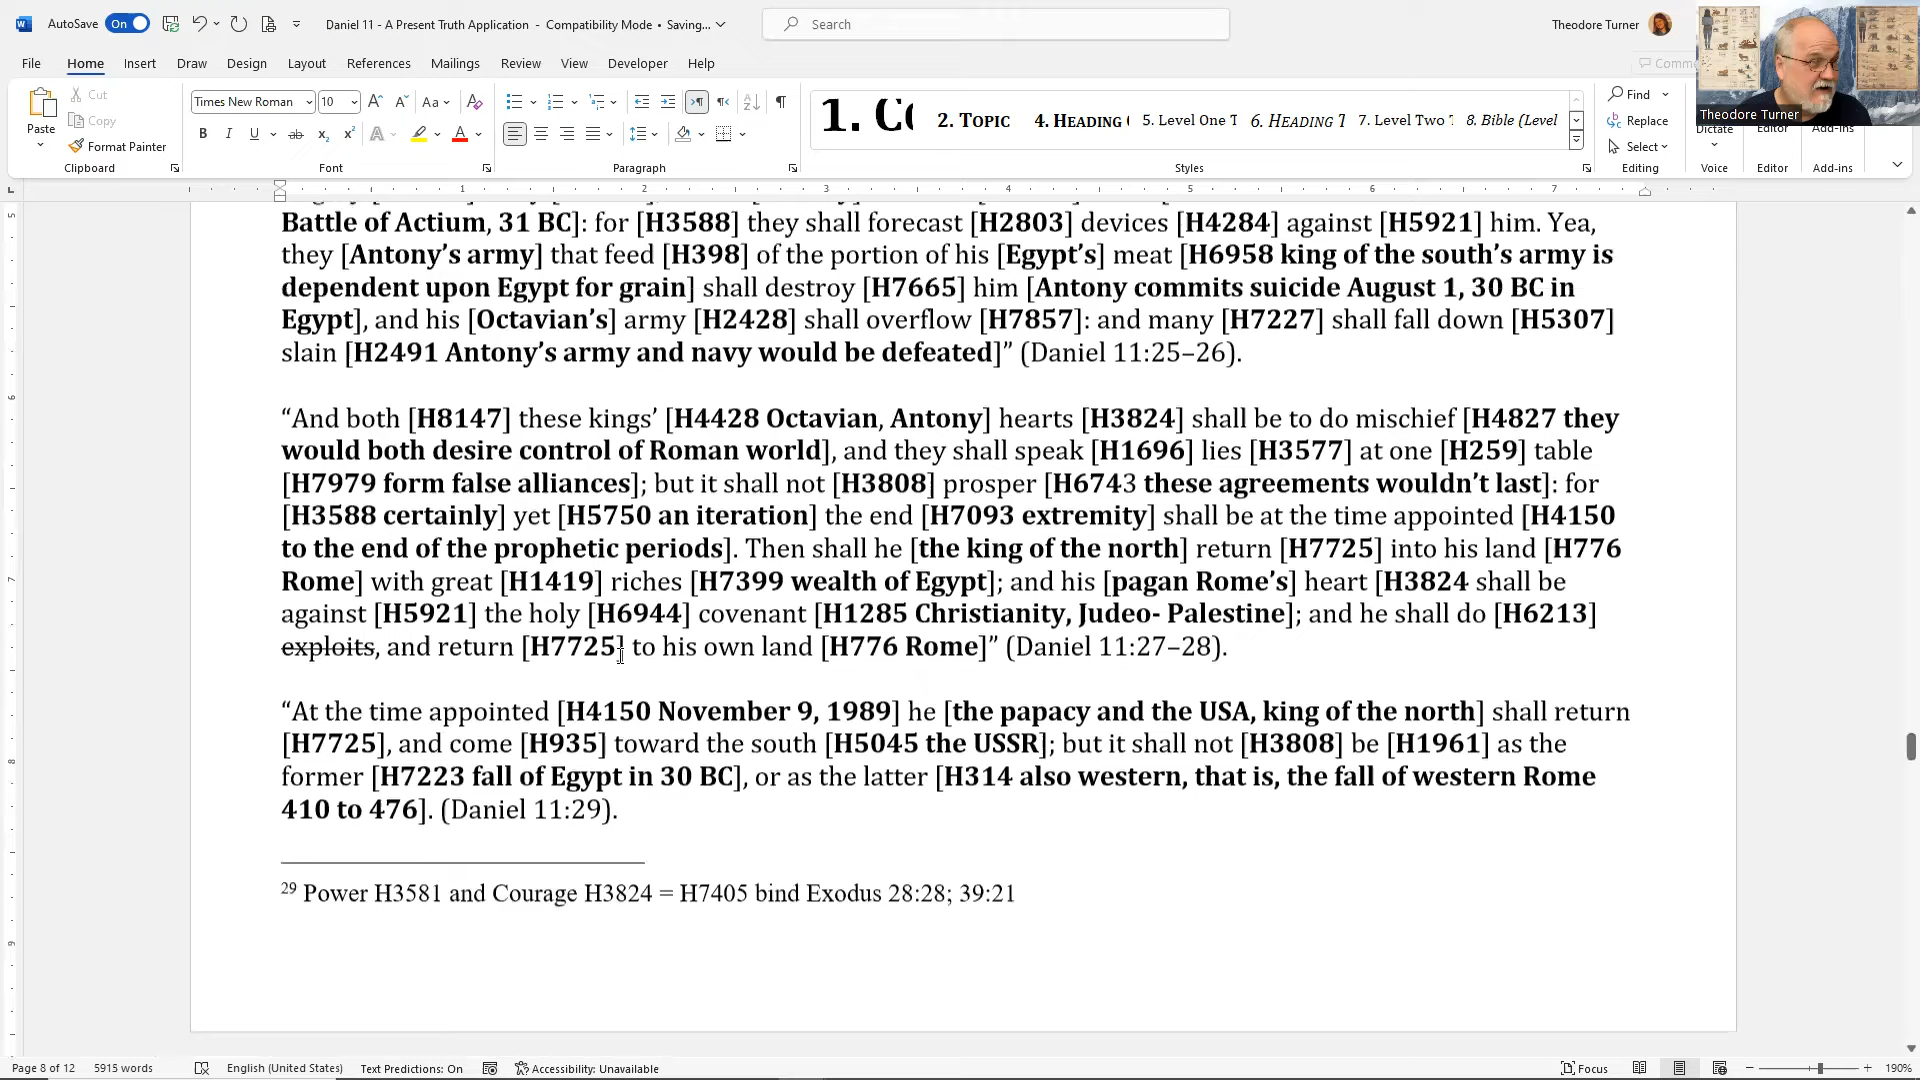 AutoSave On Daniel 11 - A Present Truth Application - Compatibility Mode • Saving... Search Theodore Turner
File Home Insert Draw Design Layout References Mailings Review View Developer Help
Paste Cut Copy Format Painter
Times New Roman 10
1. 2. TOPIC 4. HEADING 5. Level One T 6. HEADING T 7. Level Two 8. Bible (Level
Find Replace Select
Dictate Editor Add-ins
Theodore Turner
Clipboard Font Paragraph Styles Editing Voice Editor Add-ins
1 2 3 4 5 6 7
Battle of Actium, 31 BC]: for [H3588] they shall forecast [H2803] devices [H4284] against [H5921] him. Yea,
they [Antony’s army] that feed [H398] of the portion of his [Egypt’s] meat [H6958 king of the south’s army is
dependent upon Egypt for grain] shall destroy [H7665] him [Antony commits suicide August 1, 30 BC in
Egypt], and his [Octavian’s] army [H2428] shall overflow [H7857]: and many [H7227] shall fall down [H5307]
slain [H2491 Antony’s army and navy would be defeated]” (Daniel 11:25–26).
“And both [H8147] these kings’ [H4428 Octavian, Antony] hearts [H3824] shall be to do mischief [H4827 they
would both desire control of Roman world], and they shall speak [H1696] lies [H3577] at one [H259] table
[H7979 form false alliances]; but it shall not [H3808] prosper [H6743 these agreements wouldn’t last]: for
[H3588 certainly] yet [H5750 an iteration] the end [H7093 extremity] shall be at the time appointed [H4150
to the end of the prophetic periods]. Then shall he [the king of the north] return [H7725] into his land [H776
Rome] with great [H1419] riches [H7399 wealth of Egypt]; and his [pagan Rome’s] heart [H3824 shall be
against [H5921] the holy [H6944] covenant [H1285 Christianity, Judeo- Palestine]; and he shall do [H6213]
exploits, and return [H7725] to his own land [H776 Rome]” (Daniel 11:27–28).
“At the time appointed [H4150 November 9, 1989] he [the papacy and the USA, king of the north] shall return
[H7725], and come [H935] toward the south [H5045 the USSR]; but it shall not [H3808] be [H1961] as the
former [H7223 fall of Egypt in 30 BC], or as the latter [H314 also western, that is, the fall of western Rome
410 to 476]. (Daniel 11:29).
29 Power H3581 and Courage H3824 = H7405 bind Exodus 28:28; 39:21
Page 8 of 12 5915 words English (United States) Text Predictions: On Accessibility: Unavailable Focus 190%